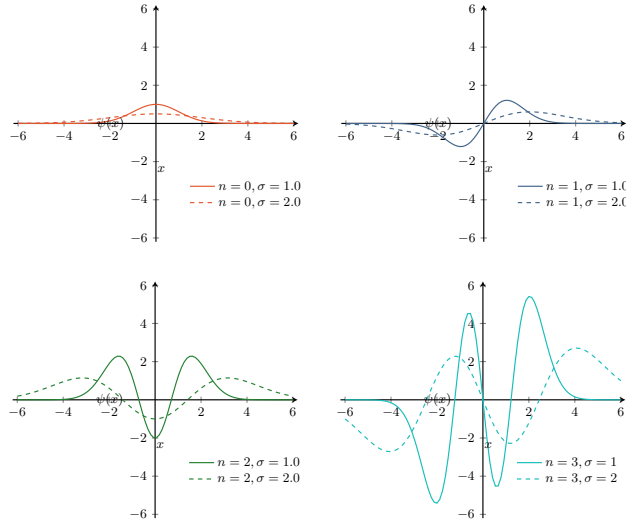 6
4
2
ψ(x)
−6 −4 −2 2 4 6
−2
x
n = 0, σ = 1.0
n = 0, σ = 2.0
−4
−6
6
4
2
ψ(x)
−6 −4 −2 2 4 6
−2
x
n = 1, σ = 1.0
n = 1, σ = 2.0
−4
−6
6
4
2
ψ(x)
−6 −4 −2 2 4 6
−2
x
n = 2, σ = 1.0
n = 2, σ = 2.0
−4
−6
6
4
2
ψ(x)
−6 −4 −2 2 4 6
−2
x
n = 3, σ = 1
n = 3, σ = 2
−4
−6